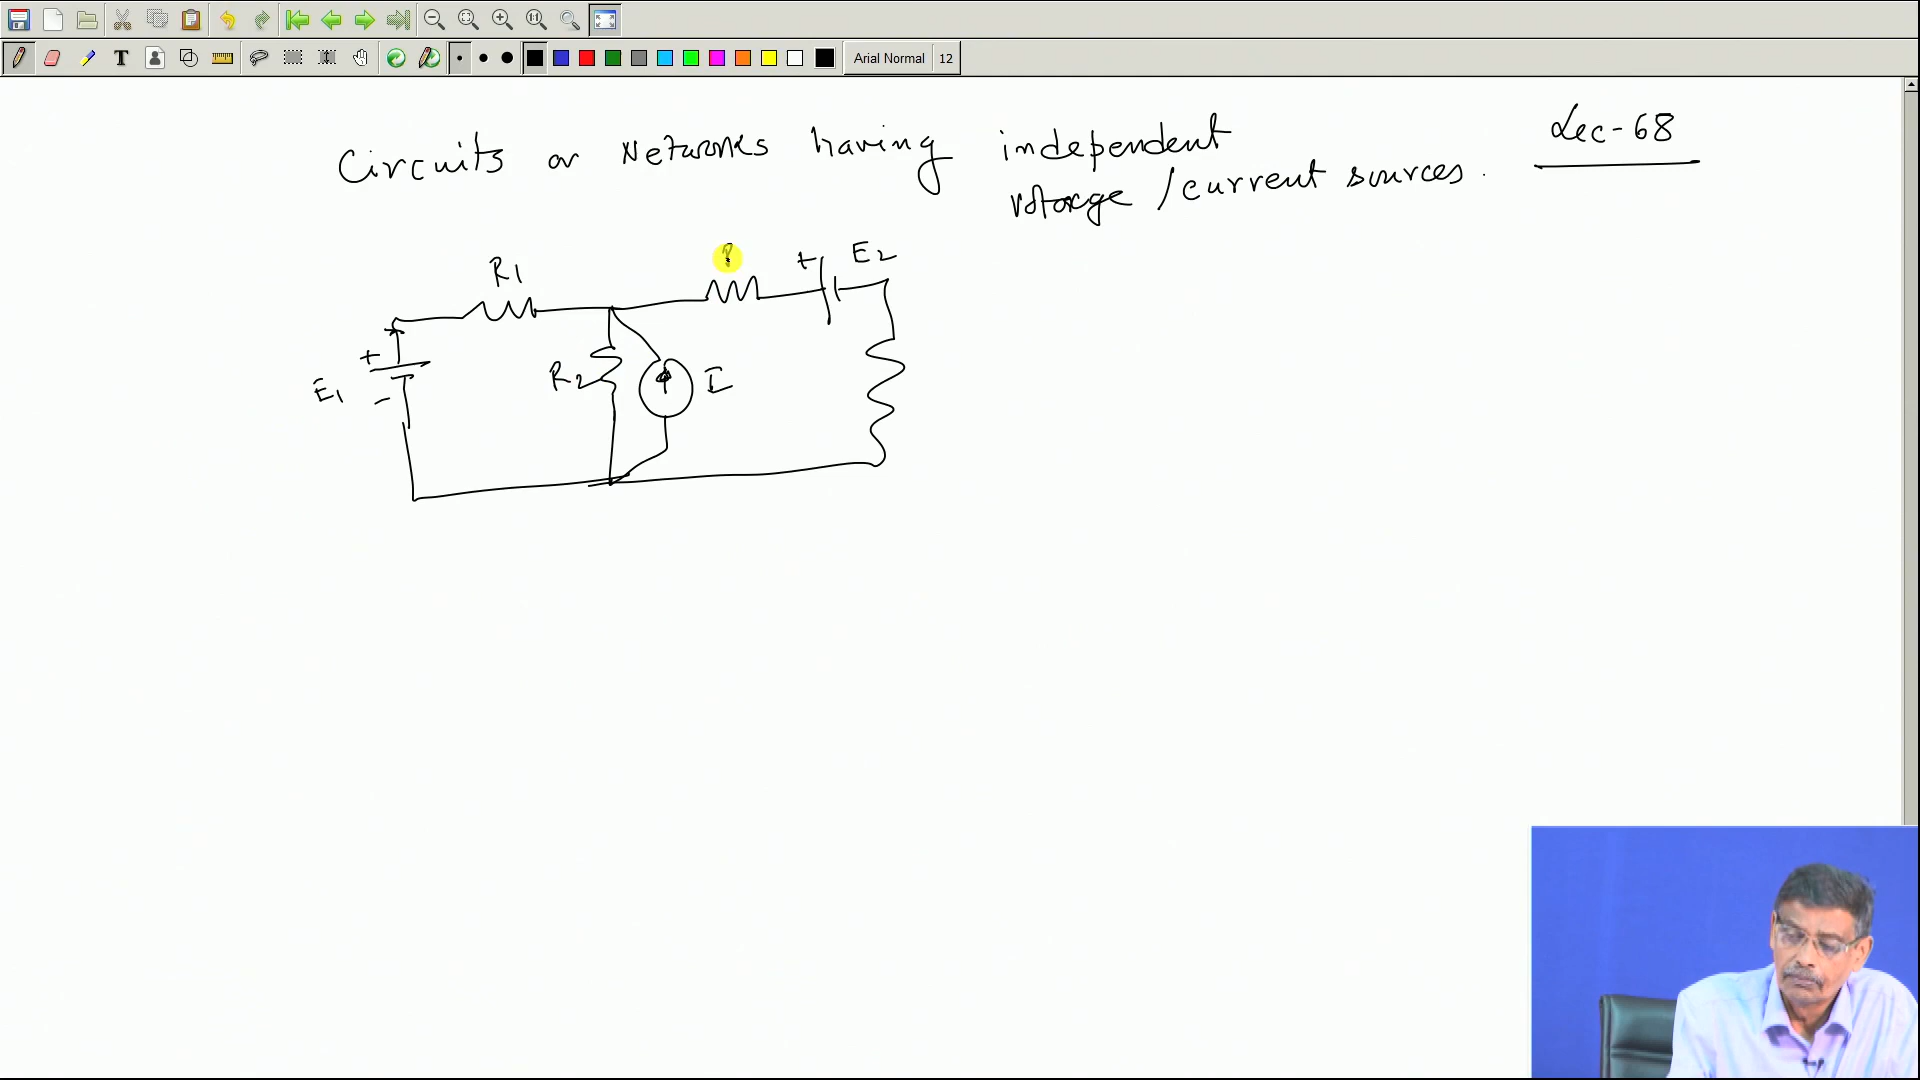 Arial Normal 12
Circuits or Networks having independent
voltage / current sources.
Lec-68
R1
+ E2
+
E1
-
R2
I